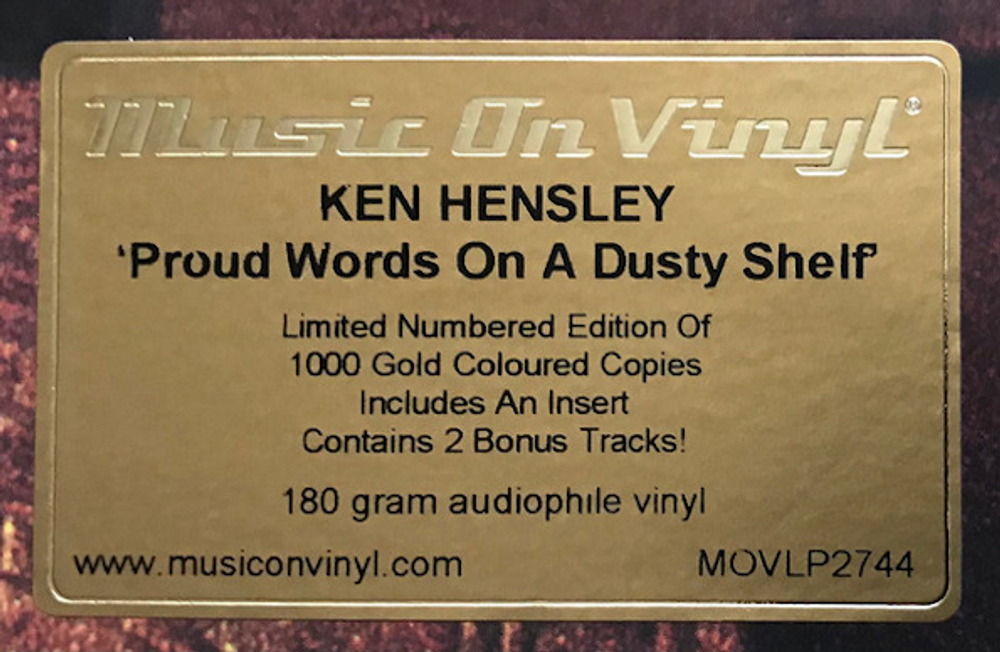 Music On Vinyl®
KEN HENSLEY
‘Proud Words On A Dusty Shelf’
Limited Numbered Edition Of
1000 Gold Coloured Copies
Includes An Insert
Contains 2 Bonus Tracks!
180 gram audiophile vinyl
www.musiconvinyl.com MOVLP2744